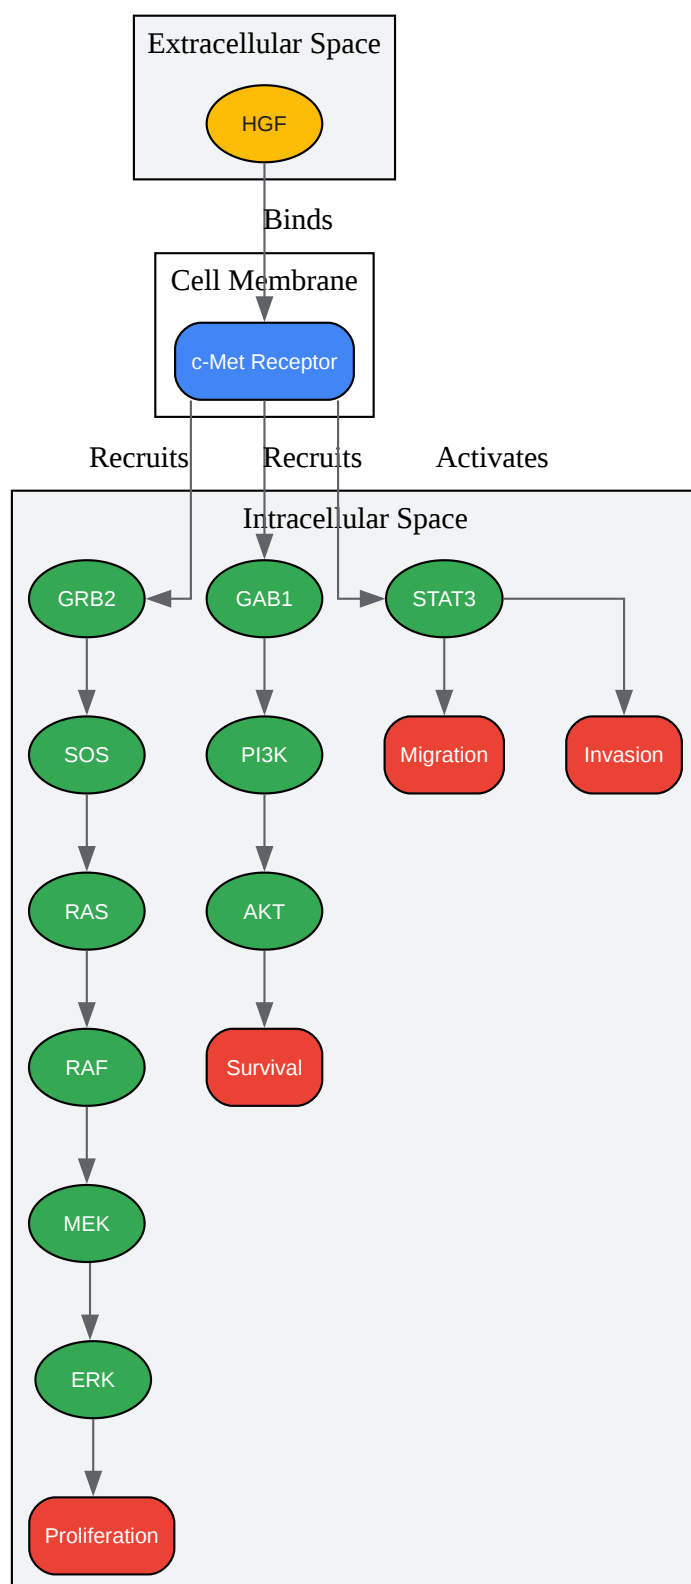 Extracellular Space
HGF
Binds
Cell Membrane
c-Met Receptor
Recruits
Recruits
Activates
Intracellular Space
GRB2
GAB1
STAT3
SOS
PI3K
Migration
Invasion
RAS
AKT
RAF
Survival
MEK
ERK
Proliferation